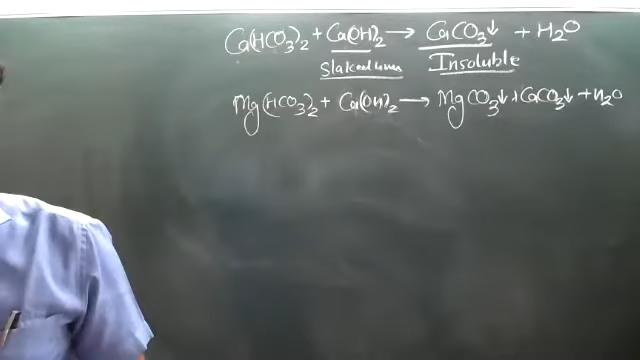 Ca(HCO₃)₂ + Ca(OH)₂ → CaCO₃↓ + H₂O
Slaked lime Insoluble
Mg(HCO₃)₂ + Ca(OH)₂ → MgCO₃↓ + CaCO₃↓ + H₂O